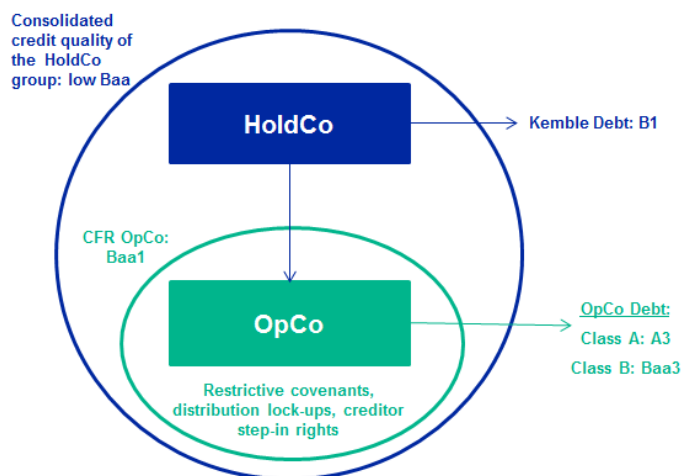 Consolidated
credit quality of
the HoldCo
group: low Baa
HoldCo
Kemble Debt: B1
CFR OpCo:
Baa1
OpCo
OpCo Debt:
Class A: A3
Class B: Baa3
Restrictive covenants,
distribution lock-ups, creditor
step-in rights